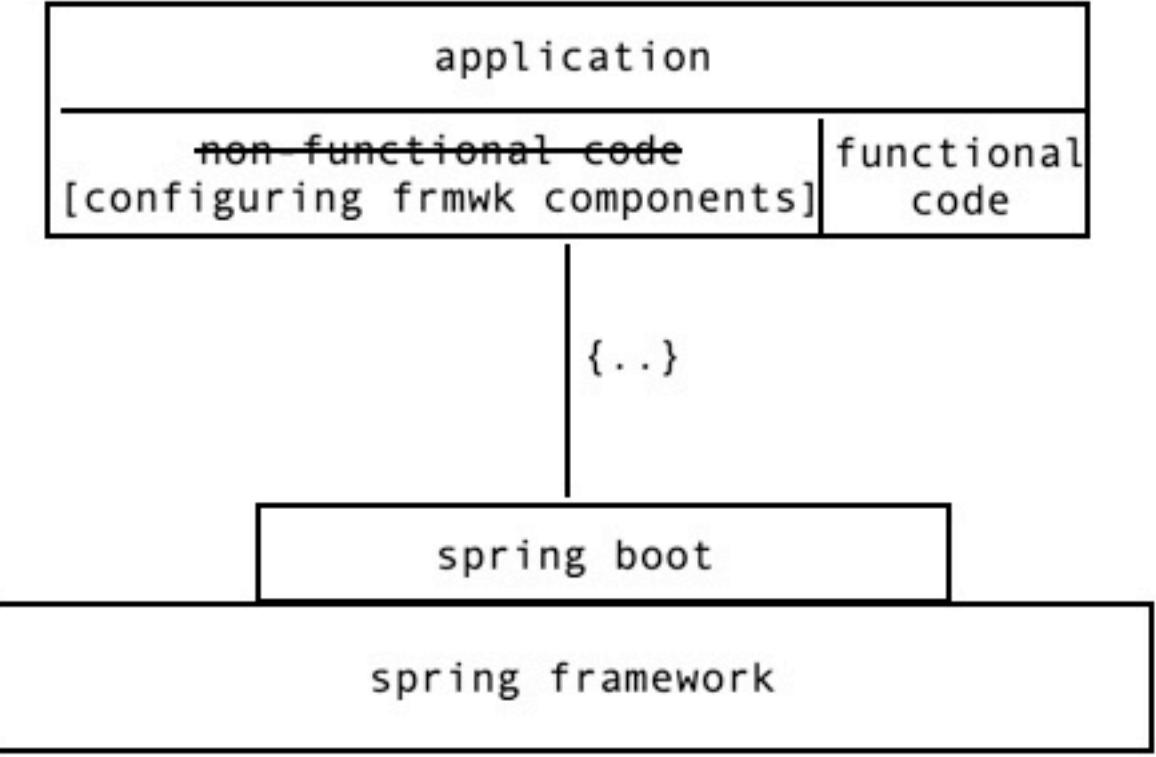 application
non-functional code
functional
[configuring frmwk components]
code
{..}
spring boot
spring framework